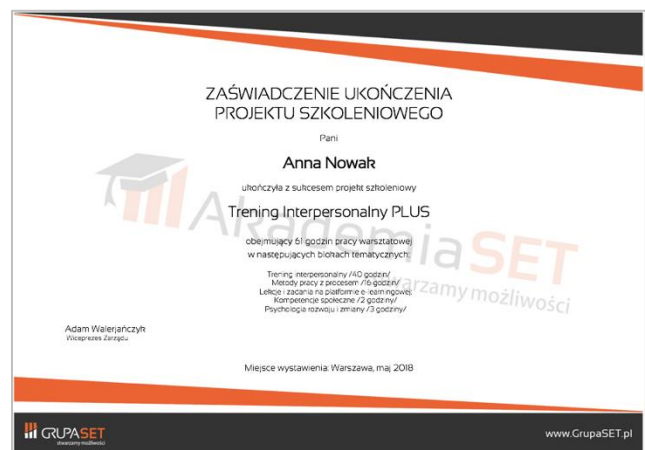 ZAŚWIADCZENIE UKOŃCZENIA
PROJEKTU SZKOLENIOWEGO
Pani
Anna Nowak
ukończyła z sukcesem projekt szkoleniowy
Trening Interpersonalny PLUS
obejmujący 61 godzin pracy warsztatowej
w następujących blokach tematycznych:
Trening interpersonalny /40 godzin/
Metody pracy z procesem /16 godzin/
Lekcje i zadania na platformie e-learningowej:
Kompetencje społeczne /2 godziny/
Psychologia rozwoju i zmiany /3 godziny/
AkademiaSET
stwarzamy możliwości
Adam Walerjańczyk
Wiceprezes Zarządu
Miejsce wystawienia: Warszawa, maj 2018
GRUPASET
stwarzamy możliwości
www.GrupaSET.pl